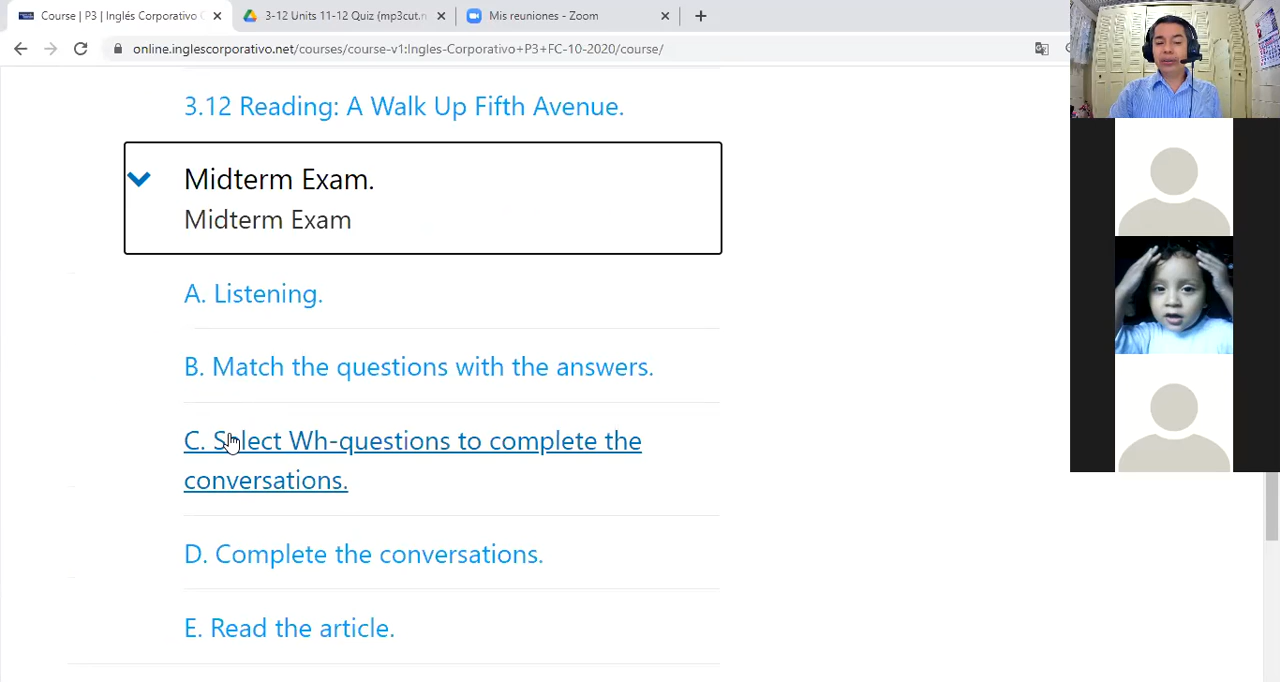 Course | P3 | Inglés Corporativo
3-12 Units 11-12 Quiz (mp3cut.n
Mis reuniones - Zoom
online.inglescorporativo.net/courses/course-v1:Ingles-Corporativo+P3+FC-10-2020/course/
3.12 Reading: A Walk Up Fifth Avenue.
Midterm Exam.
Midterm Exam
A. Listening.
B. Match the questions with the answers.
C. Select Wh-questions to complete the
conversations.
D. Complete the conversations.
E. Read the article.